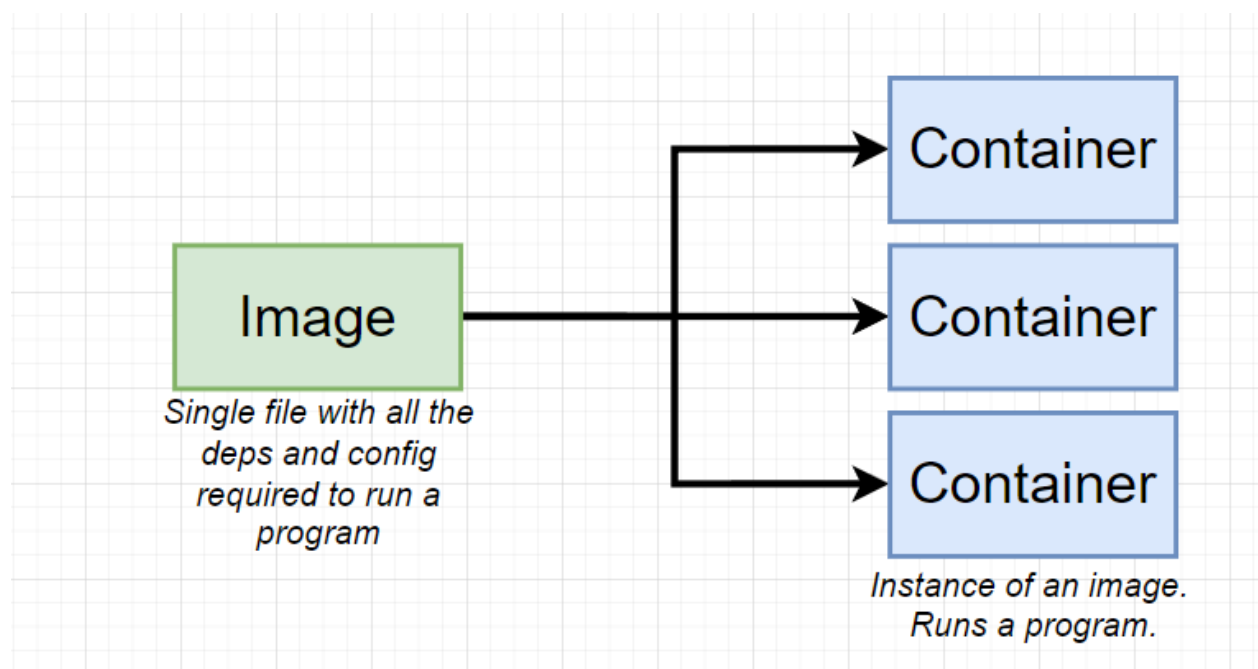 Container
Image
Container
Single file with all the
deps and config
required to run a
program
Container
Instance of an image.
Runs a program.